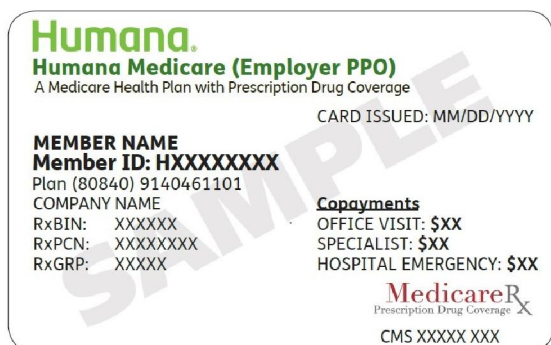 Humana.
Humana Medicare (Employer PPO)
A Medicare Health Plan with Prescription Drug Coverage
CARD ISSUED: MM/DD/YYYY
MEMBER NAME
Member ID: HXXXXXXXX
Plan (80840) 9140461101
COMPANY NAME
RxBIN: XXXXXX
RxPCN: XXXXXXXX
RxGRP: XXXXX
Copayments
OFFICE VISIT: $XX
SPECIALIST: $XX
HOSPITAL EMERGENCY: $XX
MedicareRx
Prescription Drug Coverage
CMS XXXXX XXX
SAMPLE